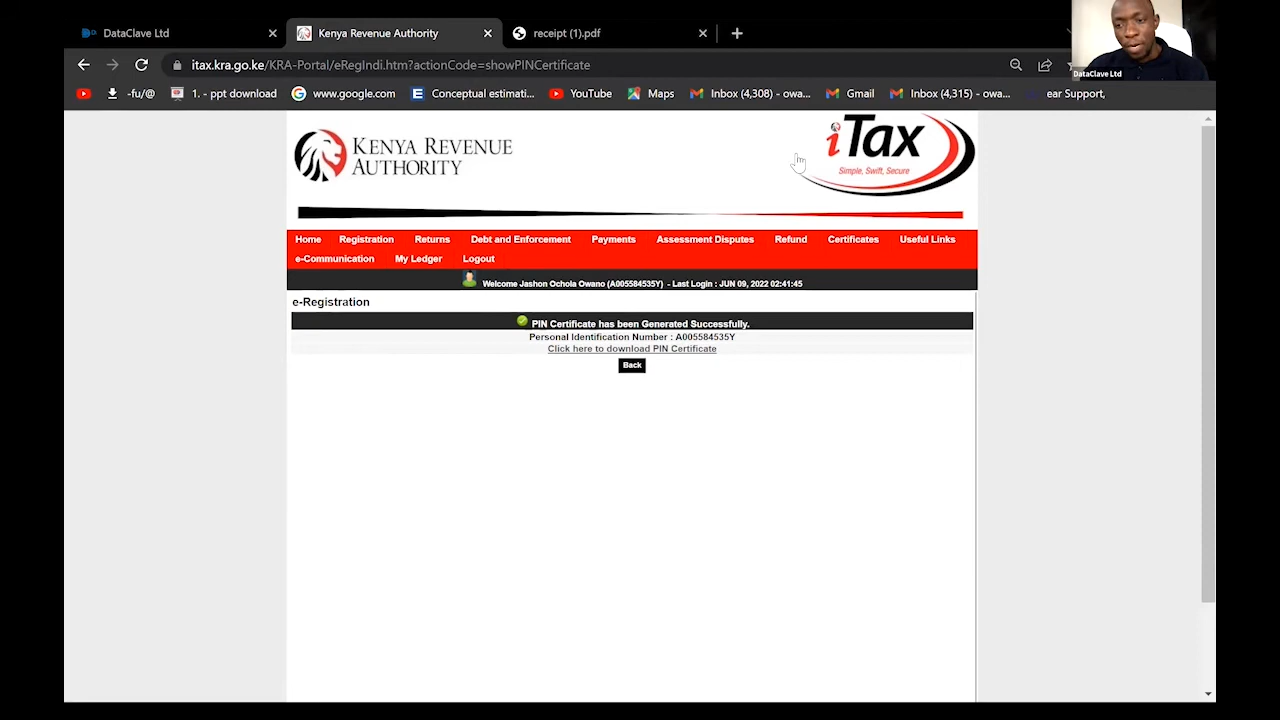 DataClave Ltd
Kenya Revenue Authority
receipt (1).pdf
itax.kra.go.ke/KRA-Portal/eRegIndi.htm?actionCode=showPINCertificate
DataClave Ltd
-fu/@ 1. - ppt download www.google.com Conceptual estimati... YouTube Maps Inbox (4,308) - owa... Gmail Inbox (4,315) - owa... ear Support,
KENYA REVENUE
AUTHORITY
iTax
Simple, Swift, Secure
Home Registration Returns Debt and Enforcement Payments Assessment Disputes Refund Certificates Useful Links
e-Communication My Ledger Logout
Welcome Jashon Ochola Owano (A005584535Y) - Last Login : JUN 09, 2022 02:41:45
e-Registration
PIN Certificate has been Generated Successfully.
Personal Identification Number : A005584535Y
Click here to download PIN Certificate
Back